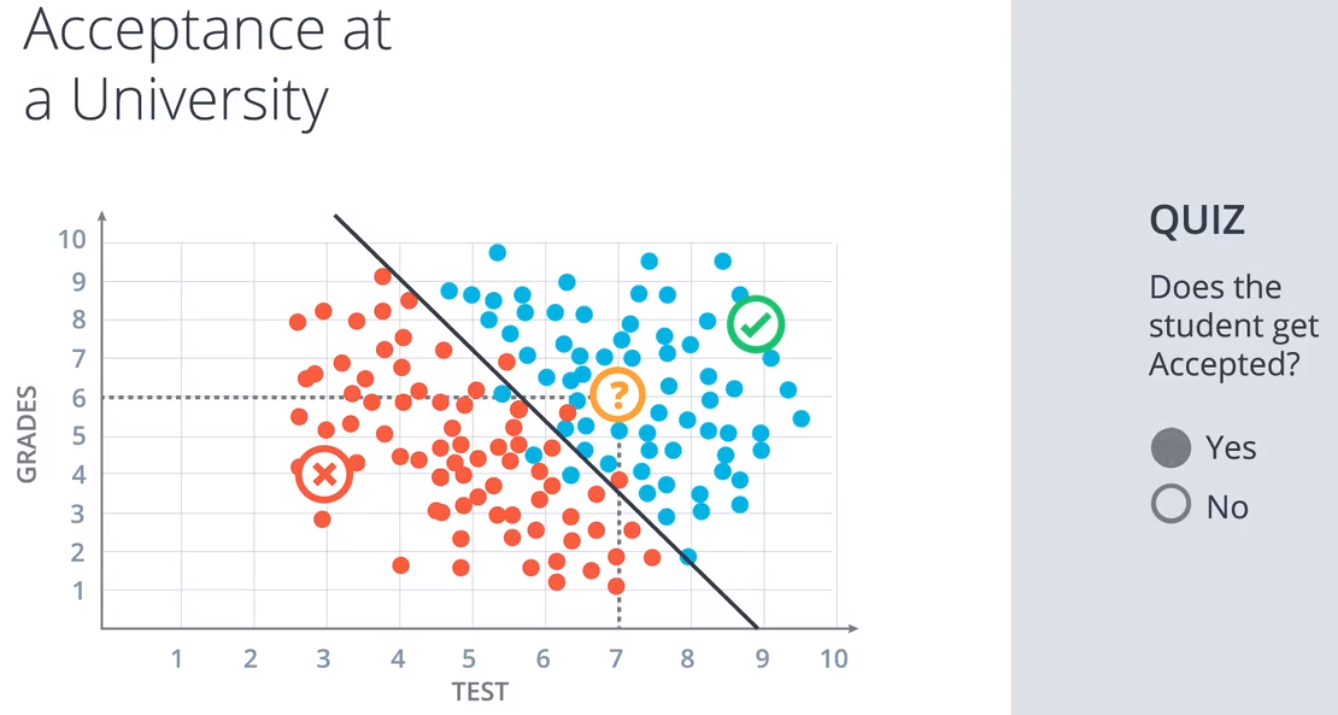 Acceptance at
a University
QUIZ
Does the
student get
Accepted?
Yes
No
GRADES
10
9
8
7
6
5
4
3
2
1
?
1 2 3 4 5 6 7 8 9 10
TEST